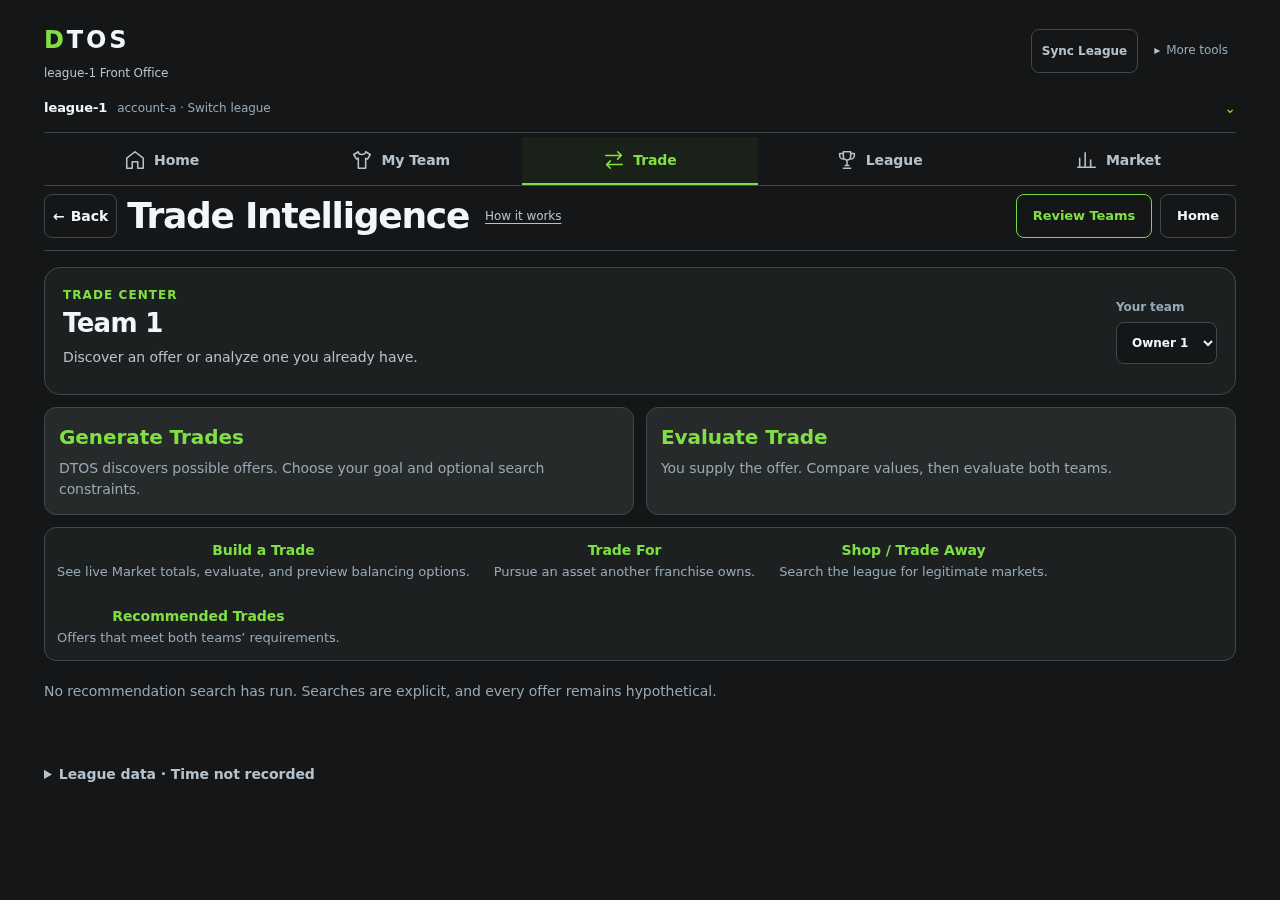 DTOS
league-1 Front Office
Sync League
▸ More tools
league-1 account-a · Switch league
Home
My Team
Trade
League
Market
← Back
Trade Intelligence
How it works
Review Teams
Home
TRADE CENTER
Team 1
Discover an offer or analyze one you already have.
Your team
Owner 1
Generate Trades
DTOS discovers possible offers. Choose your goal and optional search
constraints.
Evaluate Trade
You supply the offer. Compare values, then evaluate both teams.
Build a Trade
See live Market totals, evaluate, and preview balancing options.
Trade For
Pursue an asset another franchise owns.
Shop / Trade Away
Search the league for legitimate markets.
Recommended Trades
Offers that meet both teams’ requirements.
No recommendation search has run. Searches are explicit, and every offer remains hypothetical.
▸ League data · Time not recorded